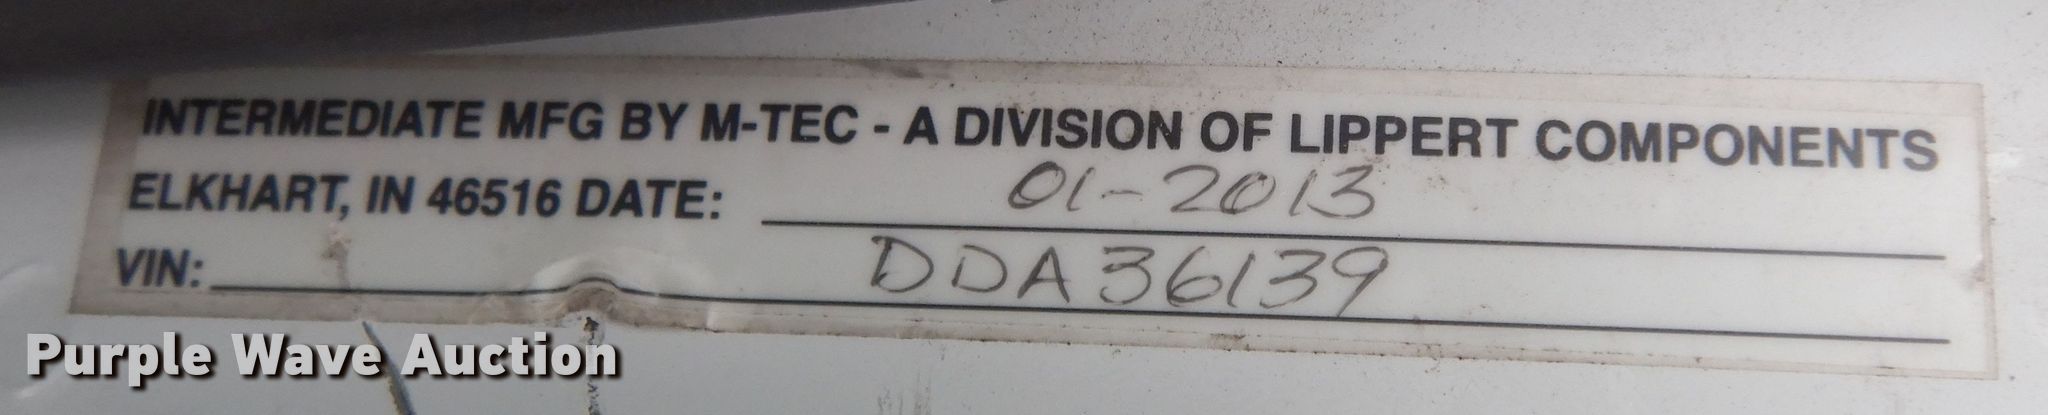 INTERMEDIATE MFG BY M-TEC - A DIVISION OF LIPPERT COMPONENTS
ELKHART, IN 46516 DATE: 01-2013
VIN: DDA36139
Purple Wave Auction